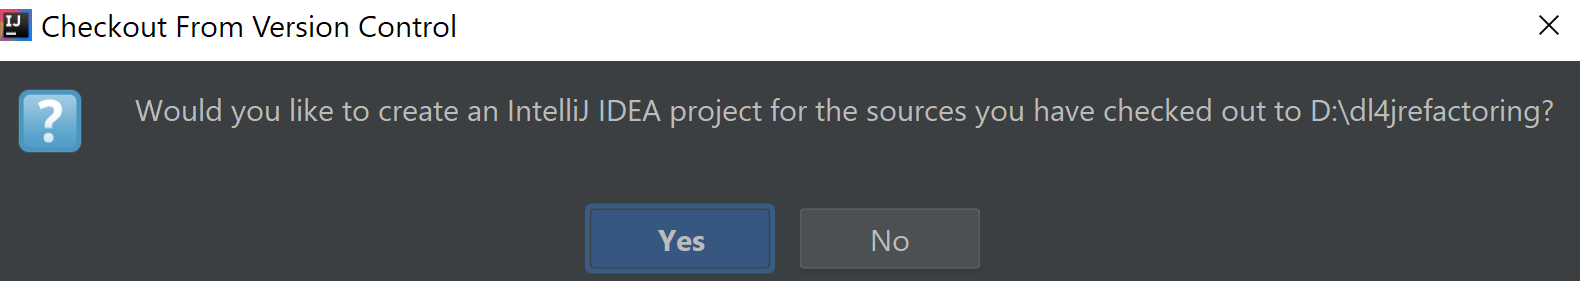 IJ
Checkout From Version Control
?
Would you like to create an IntelliJ IDEA project for the sources you have checked out to D:\dl4jrefactoring?
Yes
No